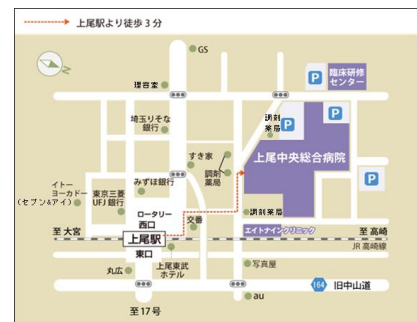 上尾駅より徒歩3分
GS
N
臨床研修
センター
P
理容室
P
P
埼玉りそな
銀行
調剤
薬局
上尾中央総合病院
すき家
調剤
薬局
P
みずほ銀行
イトー
ヨーカドー
(セブン&アイ)
東京三菱
UFJ銀行
ロータリー
西口
交番
調剤薬局
エイトナインクリニック
至 大宮
上尾駅
至 高崎
JR 高崎線
東口
丸広
上尾東武
ホテル
写真屋
164
旧中山道
au
至17号